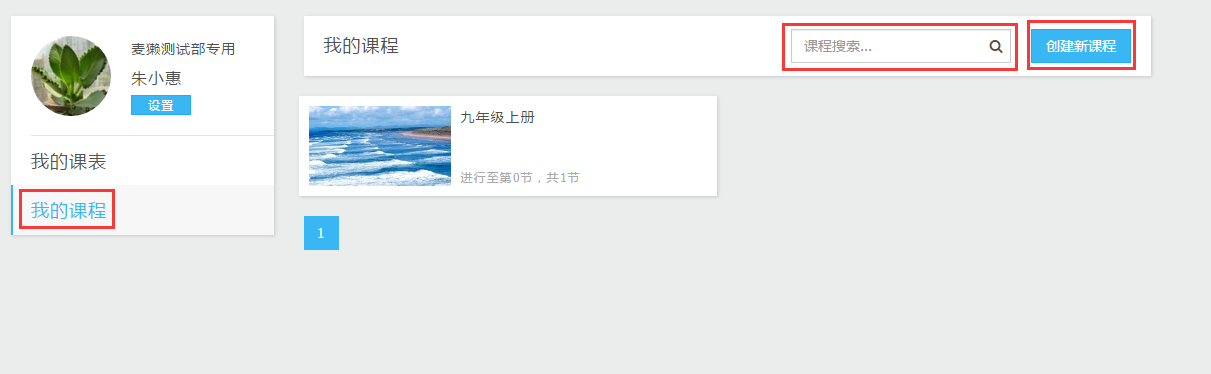 麦獭测试部专用
朱小惠
设置
我的课表
我的课程
我的课程
课程搜索...
创建新课程
九年级上册
进行至第0节，共1节
1